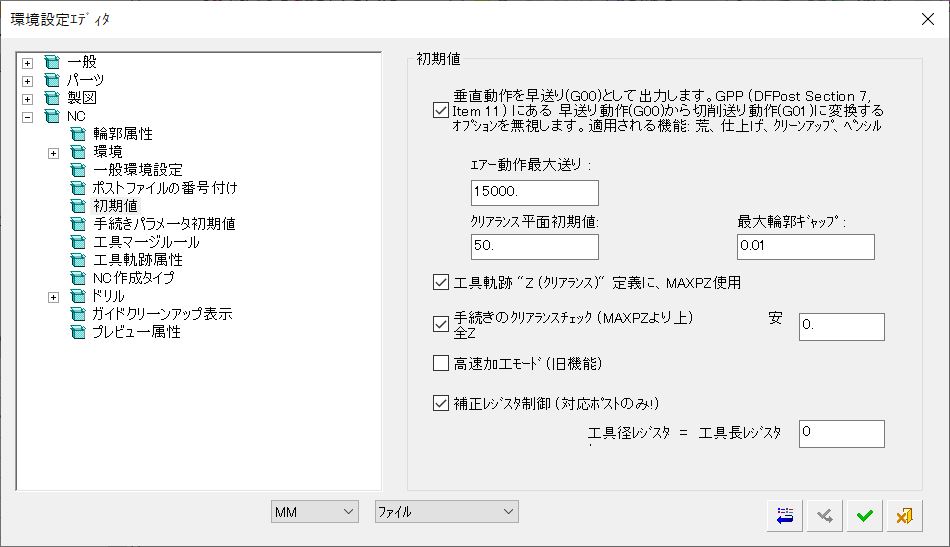 環境設定ｴﾃﾞｨﾀ
一般
パーツ
製図
NC
輪郭属性
環境
一般環境設定
ポストファイルの番号付け
初期値
手続きパラメータ初期値
工具マージルール
工具軌跡属性
NC作成タイプ
ドリル
ガイドクリーンアップ表示
プレビュー属性
初期値
垂直動作を早送り(G00)として出力します。GPP (DFPost Section 7,
Item 11) にある 早送り動作(G00)から切削送り動作(G01)に変換する
ｵﾌﾟｼｮﾝを無視します。適用される機能: 荒、仕上げ、ｸﾘｰﾝｱｯﾌﾟ、ﾍﾟﾝｼﾙ
ｴｱｰ動作最大送り :
15000.
ｸﾘｱﾗﾝｽ平面初期値:
最大輪郭ｷﾞｬｯﾌﾟ:
50.
0.01
工具軌跡 “Z (ｸﾘｱﾗﾝｽ)” 定義に、MAXPZ使用
手続きのｸﾘｱﾗﾝｽﾁｪｯｸ (MAXPZより上) 安
全Z
0.
高速加工ﾓｰﾄﾞ (旧機能)
補正ﾚｼﾞｽﾀ制御 (対応ﾎﾟｽﾄのみ!)
工具径ﾚｼﾞｽﾀ = 工具長ﾚｼﾞｽﾀ
0
MM
ﾌｧｲﾙ